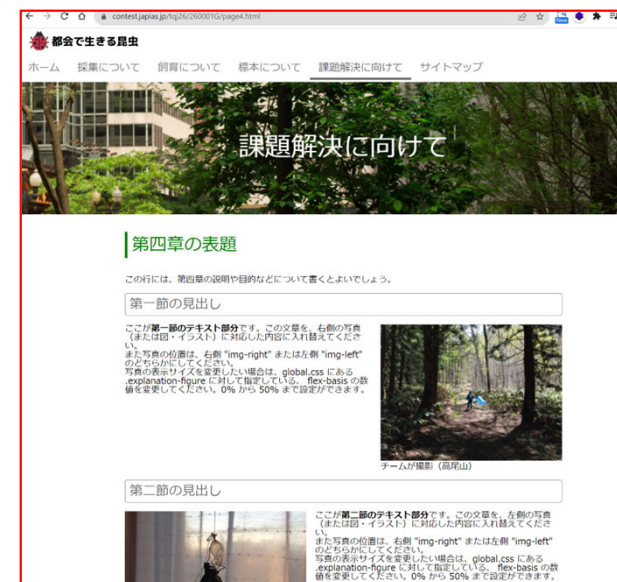 contest.japias.jp/tqj26/260001G/page4.html
New
都会で生きる昆虫
ホーム 採集について 飼育について 標本について 課題解決に向けて サイトマップ
課題解決に向けて
第四章の表題
この行には、第四章の説明や目的などについて書くとよいでしょう。
第一節の見出し
ここが第一節のテキスト部分です。この文章を、右側の写真
(または図・イラスト)に対応した内容に入れ替えてくださ
い。
また写真の位置は、右側 "img-right" または左側 "img-left"
のどちらかにしてください。
写真の表示サイズを変更したい場合は、global.css にある
.explanation-figure に対して指定している、 flex-basis の数
値を変更してください。0% から 50% まで設定ができます。
チームが撮影(高尾山)
第二節の見出し
ここが第二節のテキスト部分です。この文章を、左側の写真
(または図・イラスト)に対応した内容に入れ替えてくださ
い。
また写真の位置は、右側 "img-right" または左側 "img-left"
のどちらかにしてください。
写真の表示サイズを変更したい場合は、global.css にある
.explanation-figure に対して指定している、 flex-basis の数
値を変更してください。0% から 50% まで設定ができます。